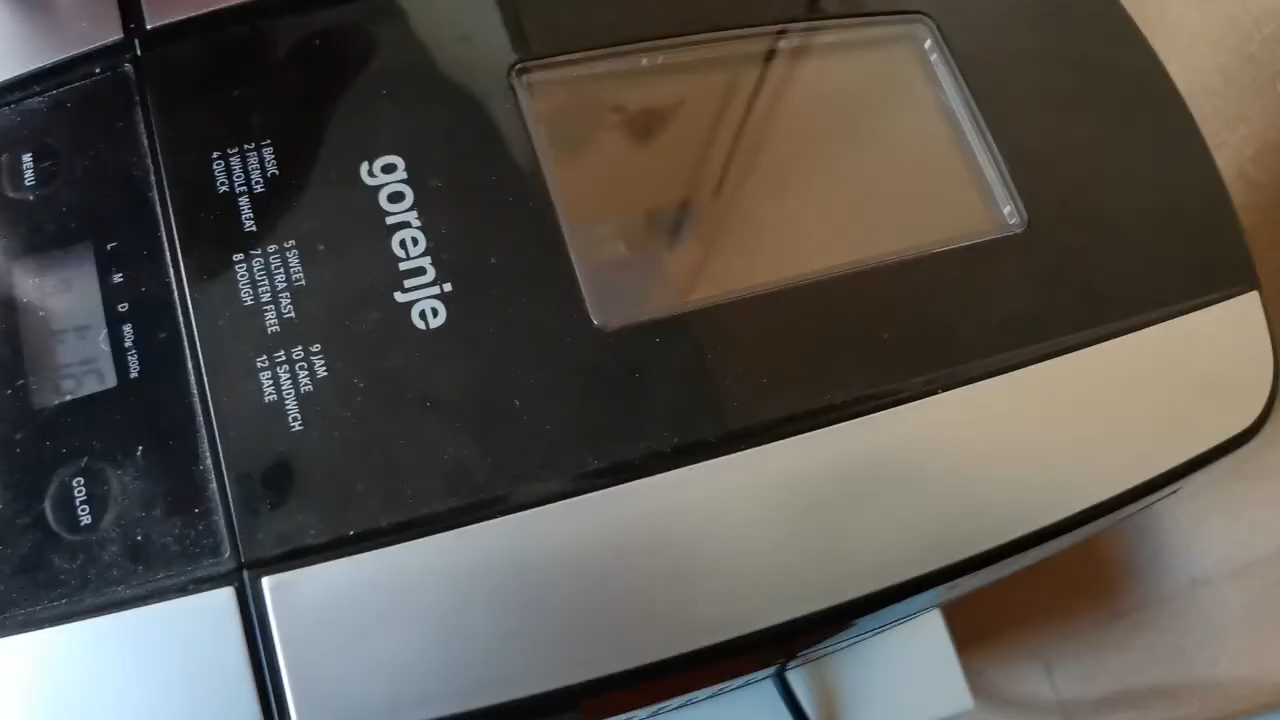 gorenje
1 BASIC
2 FRENCH
3 WHOLE WHEAT
4 QUICK
5 SWEET
6 ULTRA FAST
7 GLUTEN FREE
8 DOUGH
9 JAM
10 CAKE
11 SANDWICH
12 BAKE
L M D 900g 1200g
MENU
COLOR